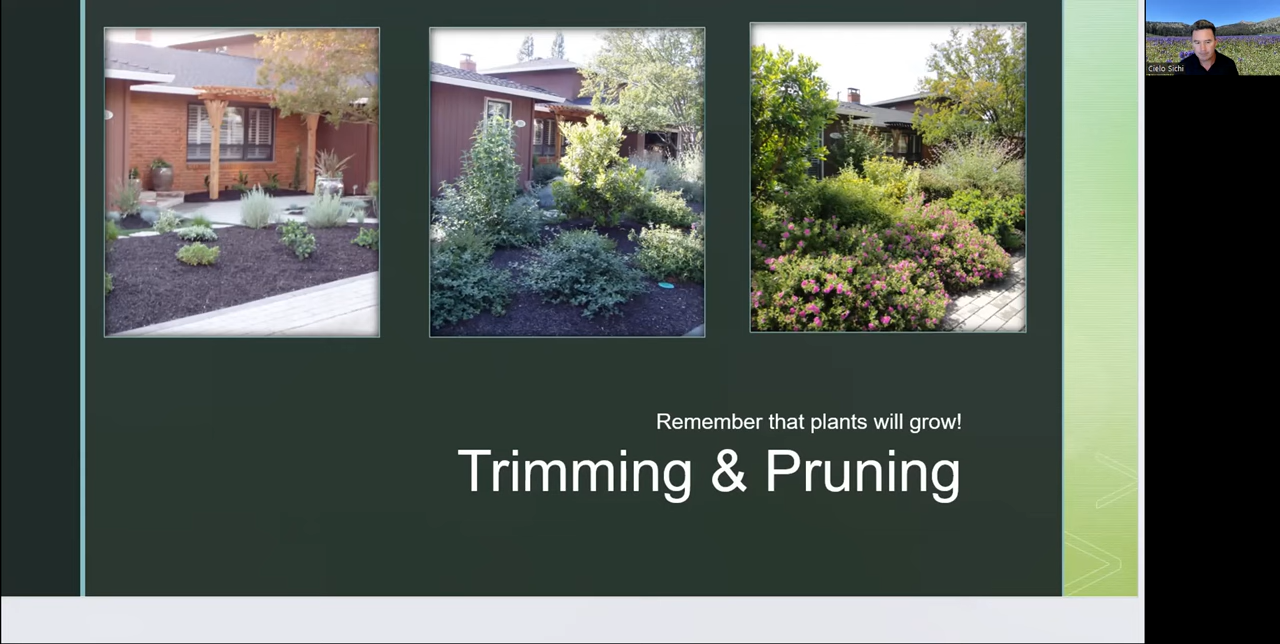 Remember that plants will grow!
Trimming & Pruning
Cielo Sichi